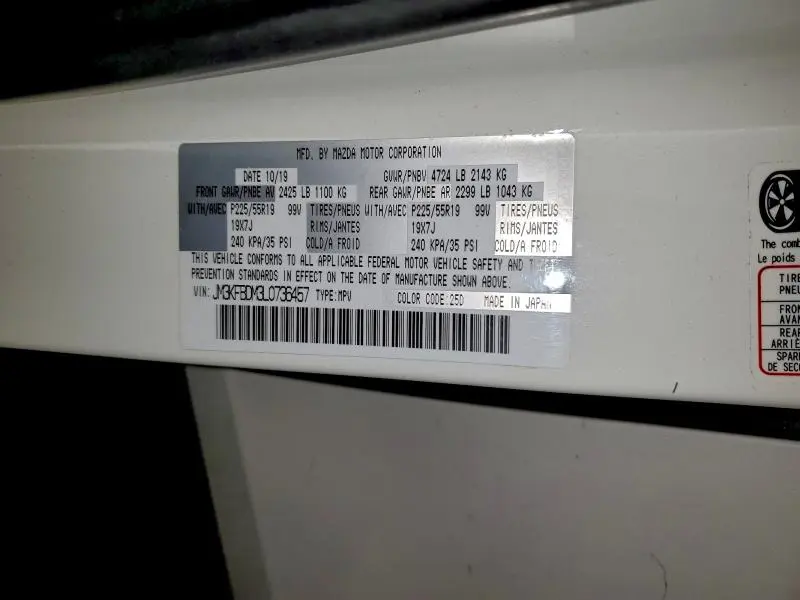 MFD. BY MAZDA MOTOR CORPORATION
DATE 10/19 GVWR/PNBV 4724 LB 2143 KG
FRONT GAWR/PNBE AV 2425 LB 1100 KG REAR GAWR/PNBE AR 2299 LB 1043 KG
WITH/AVEC P225/55R19 99V TIRES/PNEUS WITH/AVEC P225/55R19 99V TIRES/PNEUS
19X7J RIMS/JANTES 19X7J RIMS/JANTES
240 KPA/35 PSI COLD/A FROID 240 KPA/35 PSI COLD/A FROID
THIS VEHICLE CONFORMS TO ALL APPLICABLE FEDERAL MOTOR VEHICLE SAFETY AND
PREVENTION STANDARDS IN EFFECT ON THE DATE OF MANUFACTURE SHOWN ABOVE.
VIN: JM3KFBDM3L0736457 TYPE:MPV COLOR CODE:25D MADE IN JAPAN
The comb
Le poids
TIRE
PNEU
FRON
AVAN
REAR
ARRIÈ
SPAR
DE SECO